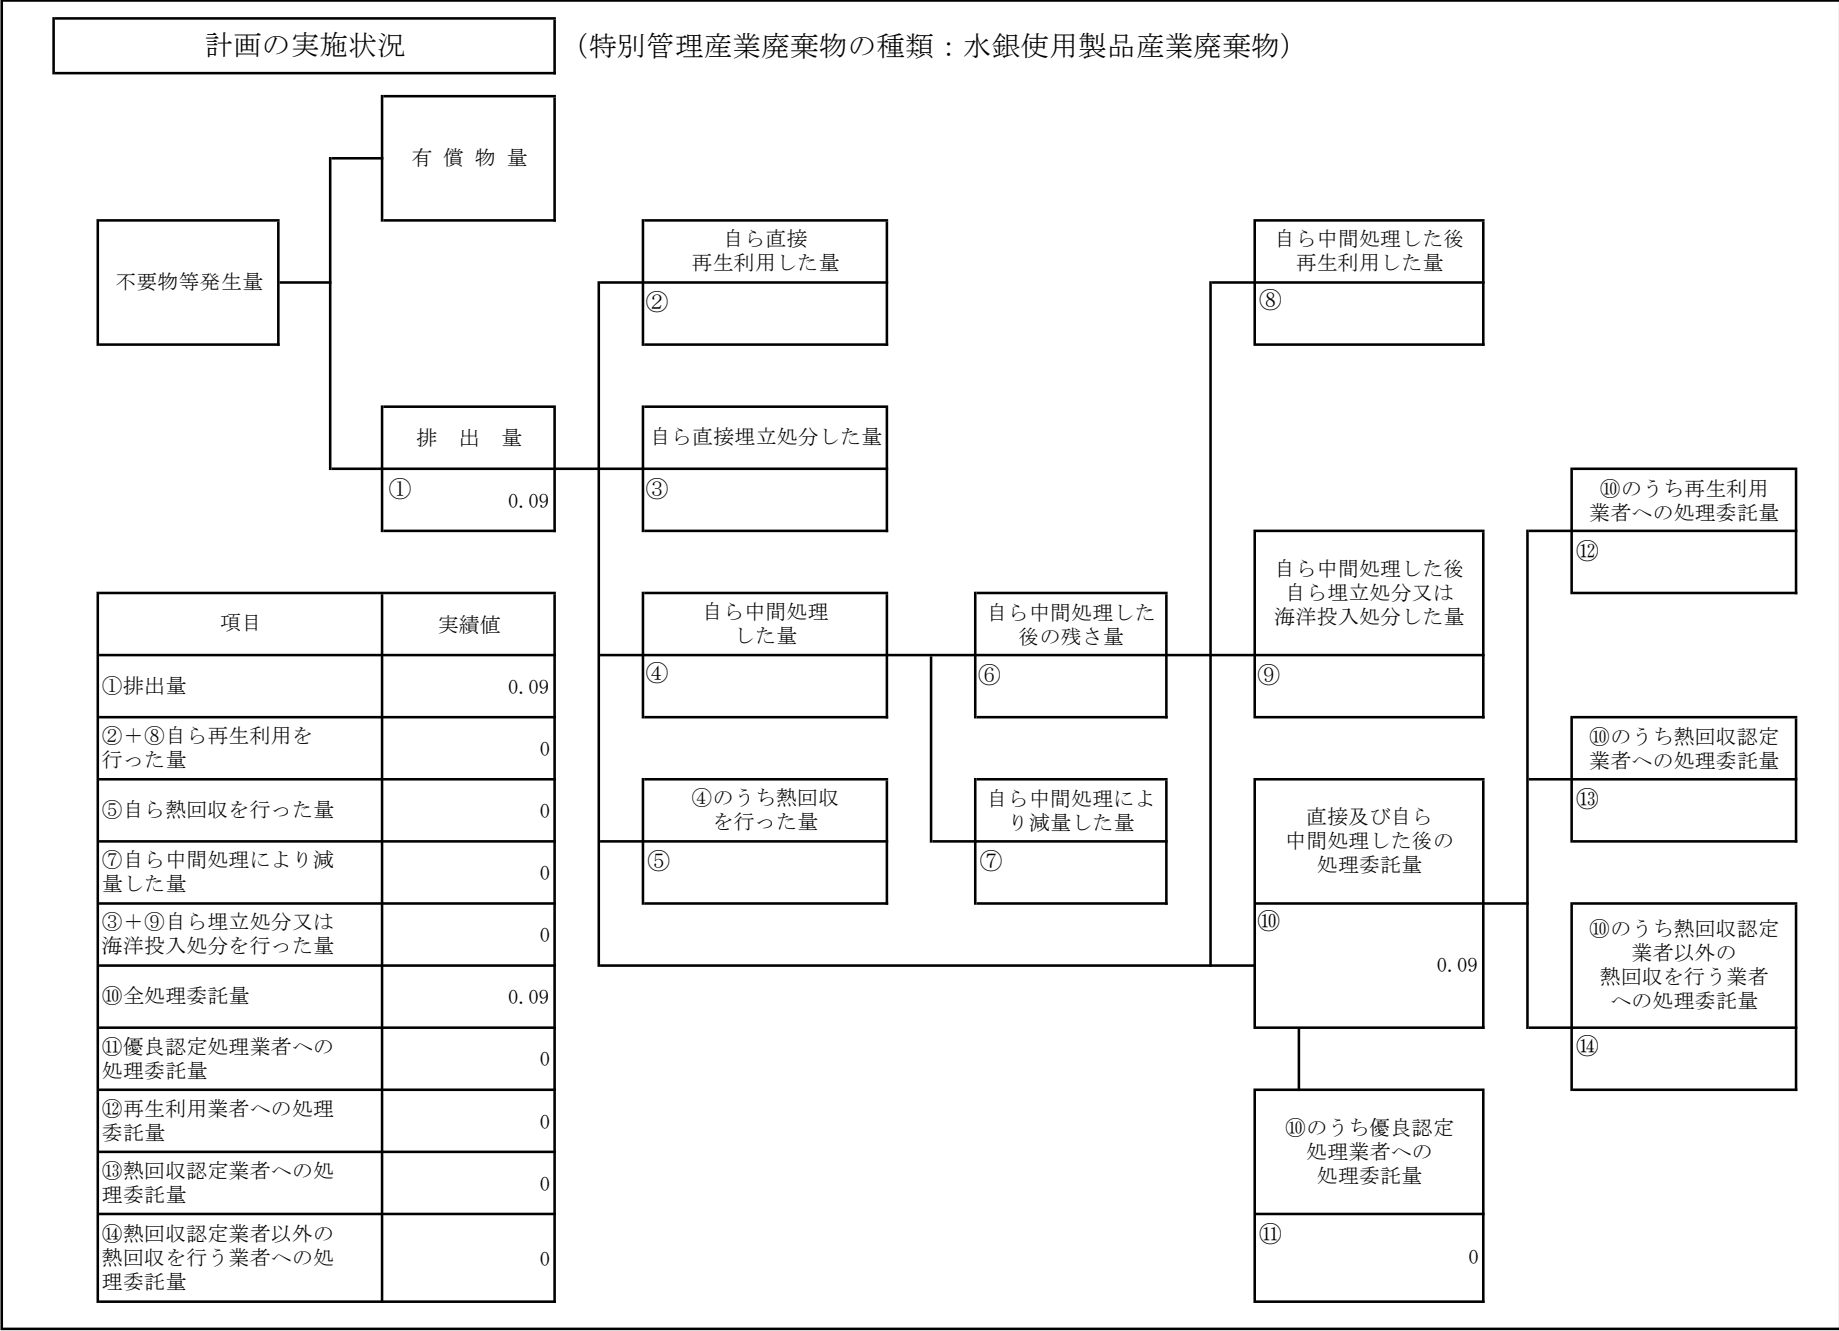 計画の実施状況
（特別管理産業廃棄物の種類：水銀使用製品産業廃棄物）
有 償 物 量
不要物等発生量
自ら直接
再生利用した量
②
自ら中間処理した後
再生利用した量
⑧
排 出 量
①
0.09
自ら直接埋立処分した量
③
⑩のうち再生利用
業者への処理委託量
⑫
自ら中間処理した後
自ら埋立処分又は
海洋投入処分した量
⑨
自ら中間処理
した量
④
自ら中間処理した
後の残さ量
⑥
⑩のうち熱回収認定
業者への処理委託量
⑬
④のうち熱回収
を行った量
⑤
自ら中間処理によ
り減量した量
⑦
直接及び自ら
中間処理した後の
処理委託量
⑩
0.09
⑩のうち熱回収認定
業者以外の
熱回収を行う業者
への処理委託量
⑭
⑩のうち優良認定
処理業者への
処理委託量
⑪
0
項目 実績値
①排出量 0.09
②＋⑧自ら再生利用を
行った量
0
⑤自ら熱回収を行った量 0
⑦自ら中間処理により減
量した量
0
③＋⑨自ら埋立処分又は
海洋投入処分を行った量
0
⑩全処理委託量 0.09
⑪優良認定処理業者への
処理委託量
0
⑫再生利用業者への処理
委託量
0
⑬熱回収認定業者への処
理委託量
0
⑭熱回収認定業者以外の
熱回収を行う業者への処
理委託量
0